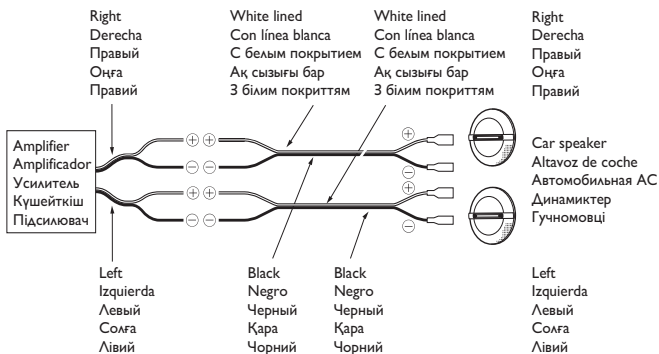 Right
Derecha
Правый
Оңға
Правий
White lined
Con línea blanca
С белым покрытием
Ақ сызығы бар
З білим покриттям
White lined
Con línea blanca
С белым покрытием
Ақ сызығы бар
З білим покриттям
Right
Derecha
Правый
Оңға
Правий
Amplifier
Amplificador
Усилитель
Күшейткіш
Підсилювач
⊕ ⊕ ⊕
⊖ ⊖ ⊖
⊕ ⊕ ⊕
⊖ ⊖ ⊖
Car speaker
Altavoz de coche
Автомобильная АС
Динамиктер
Гучномовці
Left
Izquierda
Левый
Солға
Лівий
Black
Negro
Черный
Қара
Чорний
Black
Negro
Черный
Қара
Чорний
Left
Izquierda
Левый
Солға
Лівий